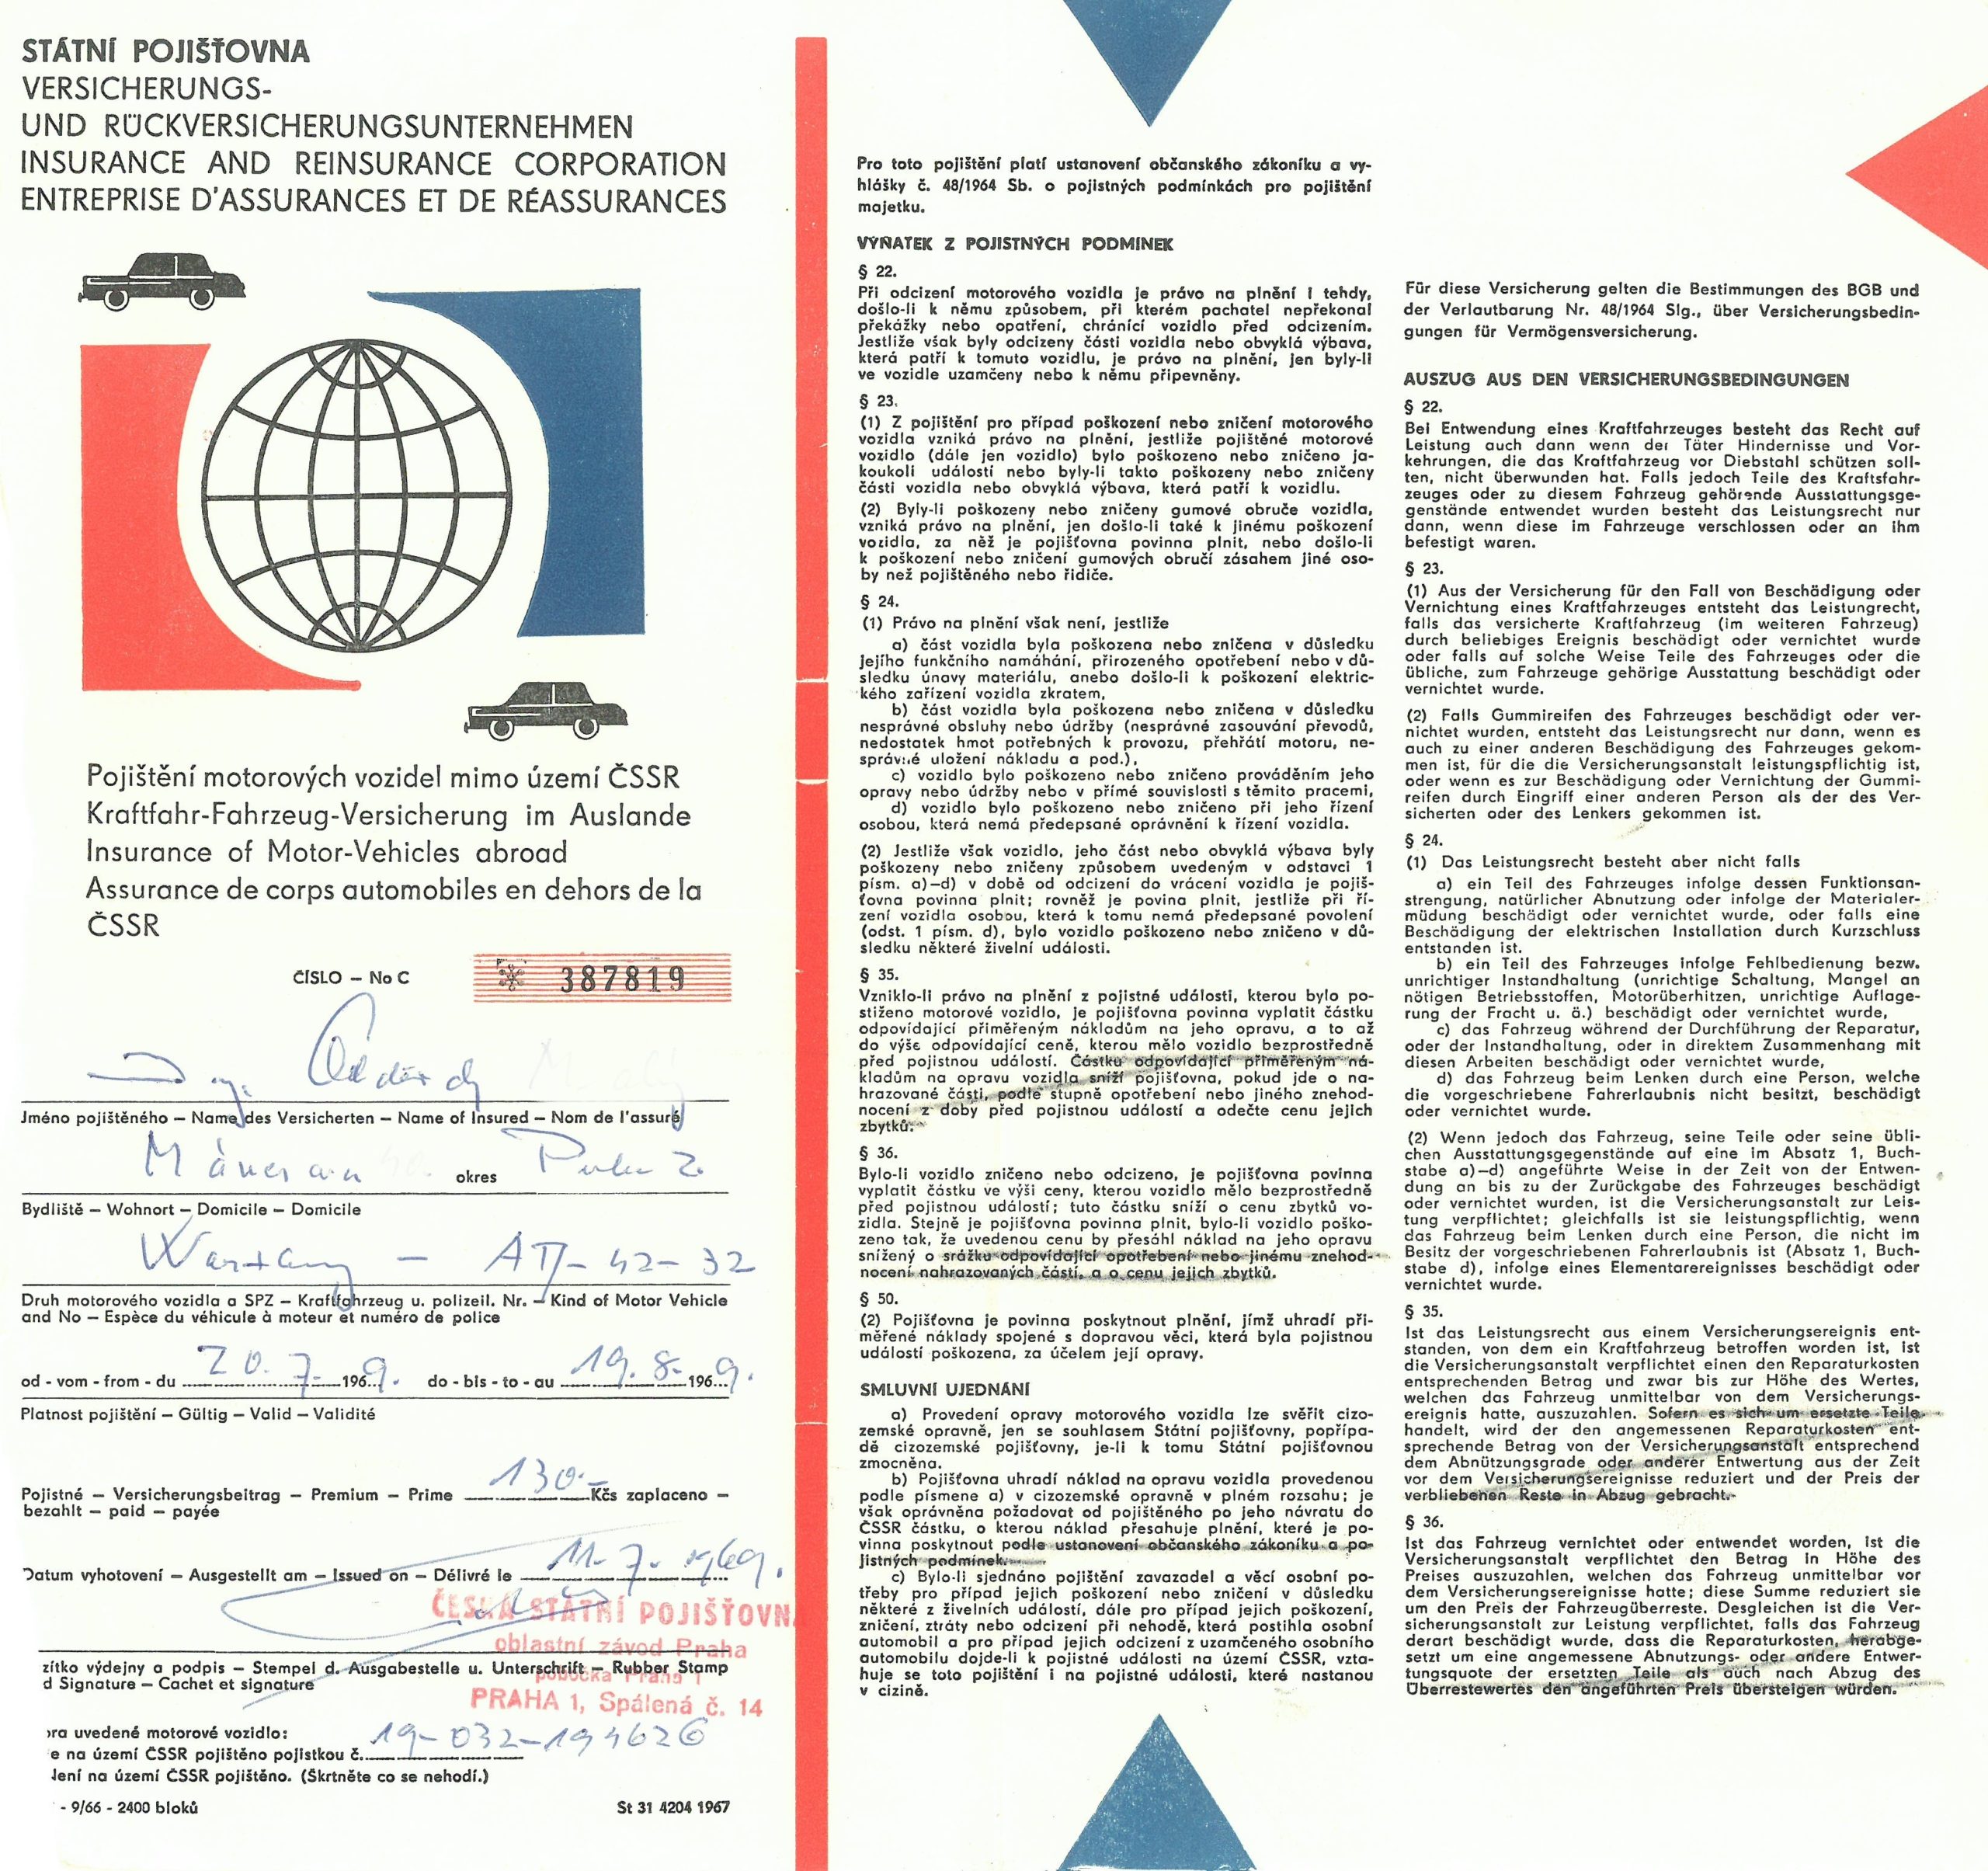 STÁTNÍ POJIŠŤOVNA
VERSICHERUNGS-
UND RÜCKVERSICHERUNGSUNTERNEHMEN
INSURANCE AND REINSURANCE CORPORATION
ENTREPRISE D'ASSURANCES ET DE RÉASSURANCES
Pojištění motorových vozidel mimo území ČSSR
Kraftfahr-Fahrzeug-Versicherung im Auslande
Insurance of Motor-Vehicles abroad
Assurance de corps automobiles en dehors de la
ČSSR
ČÍSLO – No C 387819
Jméno pojištěného – Name des Versicherten – Name of Insured – Nom de l'assuré
okres
Bydliště – Wohnort – Domicile – Domicile
– AD-42-32
Druh motorového vozidla a SPZ – Kraftfahrzeug u. polizeil. Nr. – Kind of Motor Vehicle
and No – Espèce du véhicule à moteur et numéro de police
od - vom - from - du 20. 7. 1969. do - bis - to - au 19. 8. 1969.
Platnost pojištění – Gültig – Valid – Validité
Pojistné – Versicherungsbeitrag – Premium – Prime 130.- Kčs zaplaceno –
bezahlt – paid – payée
Datum vyhotovení – Ausgestellt am – Issued on – Délivré le 11. 7. 1969.
ČESKÁ STÁTNÍ POJIŠŤOVN
oblastní závod Praha
pobočka Praha 1
PRAHA 1, Spálená č. 14
zítko výdejny a podpis – Stempel d. Ausgabestelle u. Unterschrift – Rubber Stamp
d Signature – Cachet et signature
ora uvedené motorové vozidlo:
e na území ČSSR pojištěno pojistkou č. 19-032-194626
lení na území ČSSR pojištěno. (Škrtněte co se nehodí.)
- 9/66 - 2400 bloků St 31 4204 1967
Pro toto pojištění platí ustanovení občanského zákoníku a vy-
hlášky č. 48/1964 Sb. o pojistných podmínkách pro pojištění
majetku.
VÝŇATEK Z POJISTNÝCH PODMÍNEK
§ 22.
Při odcizení motorového vozidla je právo na plnění i tehdy,
došlo-li k němu způsobem, při kterém pachatel nepřekonal
překážky nebo opatření, chránící vozidlo před odcizením.
Jestliže však byly odcizeny části vozidla nebo obvyklá výbava,
která patří k tomuto vozidlu, je právo na plnění, jen byly-li
ve vozidle uzamčeny nebo k němu připevněny.
§ 23.
(1) Z pojištění pro případ poškození nebo zničení motorového
vozidla vzniká právo na plnění, jestliže pojištěné motorové
vozidlo (dále jen vozidlo) bylo poškozeno nebo zničeno ja-
koukoli událostí nebo byly-li takto poškozeny nebo zničeny
části vozidla nebo obvyklá výbava, která patří k vozidlu.
(2) Byly-li poškozeny nebo zničeny gumové obruče vozidla,
vzniká právo na plnění, jen došlo-li také k jinému poškození
vozidla, za něž je pojišťovna povinna plnit, nebo došlo-li
k poškození nebo zničení gumových obručí zásahem jiné oso-
by než pojištěného nebo řidiče.
§ 24.
(1) Právo na plnění však není, jestliže
a) část vozidla byla poškozena nebo zničena v důsledku
jejího funkčního namáhání, přirozeného opotřebení nebo v dů-
sledku únavy materiálu, anebo došlo-li k poškození elektric-
kého zařízení vozidla zkratem,
b) část vozidla byla poškozena nebo zničena v důsledku
nesprávné obsluhy nebo údržby (nesprávné zasouvání převodů,
nedostatek hmot potřebných k provozu, přehřátí motoru, ne-
správné uložení nákladu a pod.),
c) vozidlo bylo poškozeno nebo zničeno prováděním jeho
opravy nebo údržby nebo v přímé souvislosti s těmito pracemi,
d) vozidlo bylo poškozeno nebo zničeno při jeho řízení
osobou, která nemá předepsané oprávnění k řízení vozidla.
(2) Jestliže však vozidlo, jeho část nebo obvyklá výbava byly
poškozeny nebo zničeny způsobem uvedeným v odstavci 1
písm. a)–d) v době od odcizení do vrácení vozidla je pojiš-
ťovna povinna plnit; rovněž je povina plnit, jestliže při ří-
zení vozidla osobou, která k tomu nemá předepsané povolení
(odst. 1 písm. d), bylo vozidlo poškozeno nebo zničeno v dů-
sledku některé živelní události.
§ 35.
Vzniklo-li právo na plnění z pojistné události, kterou bylo po-
stiženo motorové vozidlo, je pojišťovna povinna vyplatit částku
odpovídající přiměřeným nákladům na jeho opravu, a to až
do výše odpovídající ceně, kterou mělo vozidlo bezprostředně
před pojistnou událostí. Částku odpovídající přiměřeným ná-
kladům na opravu vozidla sníží pojišťovna, pokud jde o na-
hrazované části, podle stupně opotřebení nebo jiného znehod-
nocení z doby před pojistnou událostí a odečte cenu jejich
zbytků.
§ 36.
Bylo-li vozidlo zničeno nebo odcizeno, je pojišťovna povinna
vyplatit částku ve výši ceny, kterou vozidlo mělo bezprostředně
před pojistnou událostí; tuto částku sníží o cenu zbytků vo-
zidla. Stejně je pojišťovna povinna plnit, bylo-li vozidlo poško-
zeno tak, že uvedenou cenu by přesáhl náklad na jeho opravu
snížený o srážku odpovídající opotřebení nebo jinému znehod-
nocení nahrazovaných částí, a o cenu jejich zbytků.
§ 50.
(2) Pojišťovna je povinna poskytnout plnění, jímž uhradí při-
měřené náklady spojené s dopravou věci, která byla pojistnou
událostí poškozena, za účelem její opravy.
SMLUVNÍ UJEDNÁNÍ
a) Provedení opravy motorového vozidla lze svěřit cizo-
zemské opravně, jen se souhlasem Státní pojišťovny, popřípa-
dě cizozemské pojišťovny, je-li k tomu Státní pojišťovnou
zmocněna.
b) Pojišťovna uhradí náklad na opravu vozidla provedenou
podle písmene a) v cizozemské opravně v plném rozsahu; je
však oprávněna požadovat od pojištěného po jeho návratu do
ČSSR částku, o kterou náklad přesahuje plnění, které je po-
vinna poskytnout podle ustanovení občanského zákoníku a po-
jistných podmínek.
c) Bylo-li sjednáno pojištění zavazadel a věcí osobní po-
třeby pro případ jejich poškození nebo zničení v důsledku
některé z živelních událostí, dále pro případ jejich poškození,
zničení, ztráty nebo odcizení při nehodě, která postihla osobní
automobil a pro případ jejich odcizení z uzamčeného osobního
automobilu dojde-li k pojistné události na území ČSSR, vzta-
huje se toto pojištění i na pojistné události, které nastanou
v cizině.
Für diese Versicherung gelten die Bestimmungen des BGB und
der Verlautbarung Nr. 48/1964 Slg., über Versicherungsbedin-
gungen für Vermögensversicherung.
AUSZUG AUS DEN VERSICHERUNGSBEDINGUNGEN
§ 22.
Bei Entwendung eines Kraftfahrzeuges besteht das Recht auf
Leistung auch dann wenn der Täter Hindernisse und Vor-
kehrungen, die das Kraftfahrzeug vor Diebstahl schützen soll-
ten, nicht überwunden hat. Falls jedoch Teile des Kraftsfahr-
zeuges oder zu diesem Fahrzeug gehörende Ausstattungsge-
genstände entwendet wurden besteht das Leistungsrecht nur
dann, wenn diese im Fahrzeuge verschlossen oder an ihm
befestigt waren.
§ 23.
(1) Aus der Versicherung für den Fall von Beschädigung oder
Vernichtung eines Kraftfahrzeuges entsteht das Leistungrecht,
falls das versicherte Kraftfahrzeug (im weiteren Fahrzeug)
durch beliebiges Ereignis beschädigt oder vernichtet wurde
oder falls auf solche Weise Teile des Fahrzeuges oder die
übliche, zum Fahrzeuge gehörige Ausstattung beschädigt oder
vernichtet wurde.
(2) Falls Gummireifen des Fahrzeuges beschädigt oder ver-
nichtet wurden, entsteht das Leistungsrecht nur dann, wenn es
auch zu einer anderen Beschädigung des Fahrzeuges gekom-
men ist, für die die Versicherungsanstalt leistungspflichtig ist,
oder wenn es zur Beschädigung oder Vernichtung der Gummi-
reifen durch Eingriff einer anderen Person als der des Ver-
sicherten oder des Lenkers gekommen ist.
§ 24.
(1) Das Leistungsrecht besteht aber nicht falls
a) ein Teil des Fahrzeuges infolge dessen Funktionsan-
strengung, natürlicher Abnutzung oder infolge der Materialer-
müdung beschädigt oder vernichtet wurde, oder falls eine
Beschädigung der elektrischen Installation durch Kurzschluss
entstanden ist.
b) ein Teil des Fahrzeuges infolge Fehlbedienung bezw.
unrichtiger Instandhaltung (unrichtige Schaltung, Mangel an
nötigen Betriebsstoffen, Motorüberhitzen, unrichtige Auflage-
rung der Fracht u. ä.) beschädigt oder vernichtet wurde,
c) das Fahrzeug während der Durchführung der Reparatur,
oder der Instandhaltung, oder in direktem Zusammenhang mit
diesen Arbeiten beschädigt oder vernichtet wurde,
d) das Fahrzeug beim Lenken durch eine Person, welche
die vorgeschriebene Fahrerlaubnis nicht besitzt, beschädigt
oder vernichtet wurde.
(2) Wenn jedoch das Fahrzeug, seine Teile oder seine übli-
chen Ausstattungsgegenstände auf eine im Absatz 1, Buch-
stabe a)–d) angeführte Weise in der Zeit von der Entwen-
dung an bis zu der Zurückgabe des Fahrzeuges beschädigt
oder vernichtet wurden, ist die Versicherungsanstalt zur Leis-
tung verpflichtet; gleichfalls ist sie leistungspflichtig, wenn
das Fahrzeug beim Lenken durch eine Person, die nicht im
Besitz der vorgeschriebenen Fahrerlaubnis ist (Absatz 1, Buch-
stabe d), infolge eines Elementarereignisses beschädigt oder
vernichtet wurde.
§ 35.
Ist das Leistungsrecht aus einem Versicherungsereignis ent-
standen, von dem ein Kraftfahrzeug betroffen worden ist, ist
die Versicherungsanstalt verpflichtet einen den Reparaturkosten
entsprechenden Betrag und zwar bis zur Höhe des Wertes,
welchen das Fahrzeug unmittelbar von dem Versicherungs-
ereignis hatte, auszuzahlen. Sofern es sich um ersetzte Teile
handelt, wird der den angemessenen Reparaturkosten ent-
sprechende Betrag von der Versicherungsanstalt entsprechend
dem Abnützungsgrade oder anderer Entwertung aus der Zeit
vor dem Versicherungsereignisse reduziert und der Preis der
verbliebenen Reste in Abzug gebracht.
§ 36.
Ist das Fahrzeug vernichtet oder entwendet worden, ist die
Versicherungsanstalt verpflichtet den Betrag in Höhe des
Preises auszuzahlen, welchen das Fahrzeug unmittelbar vor
dem Versicherungsereignisse hatte; diese Summe reduziert sie
um den Preis der Fahrzeugüberreste. Desgleichen ist die Ver-
sicherungsanstalt zur Leistung verpflichtet, falls das Fahrzeug
derart beschädigt wurde, dass die Reparaturkosten, herabge-
setzt um eine angemessene Abnutzungs- oder andere Entwer-
tungsquote der ersetzten Teile als auch nach Abzug des
Überrestewertes den angeführten Preis übersteigen würden.